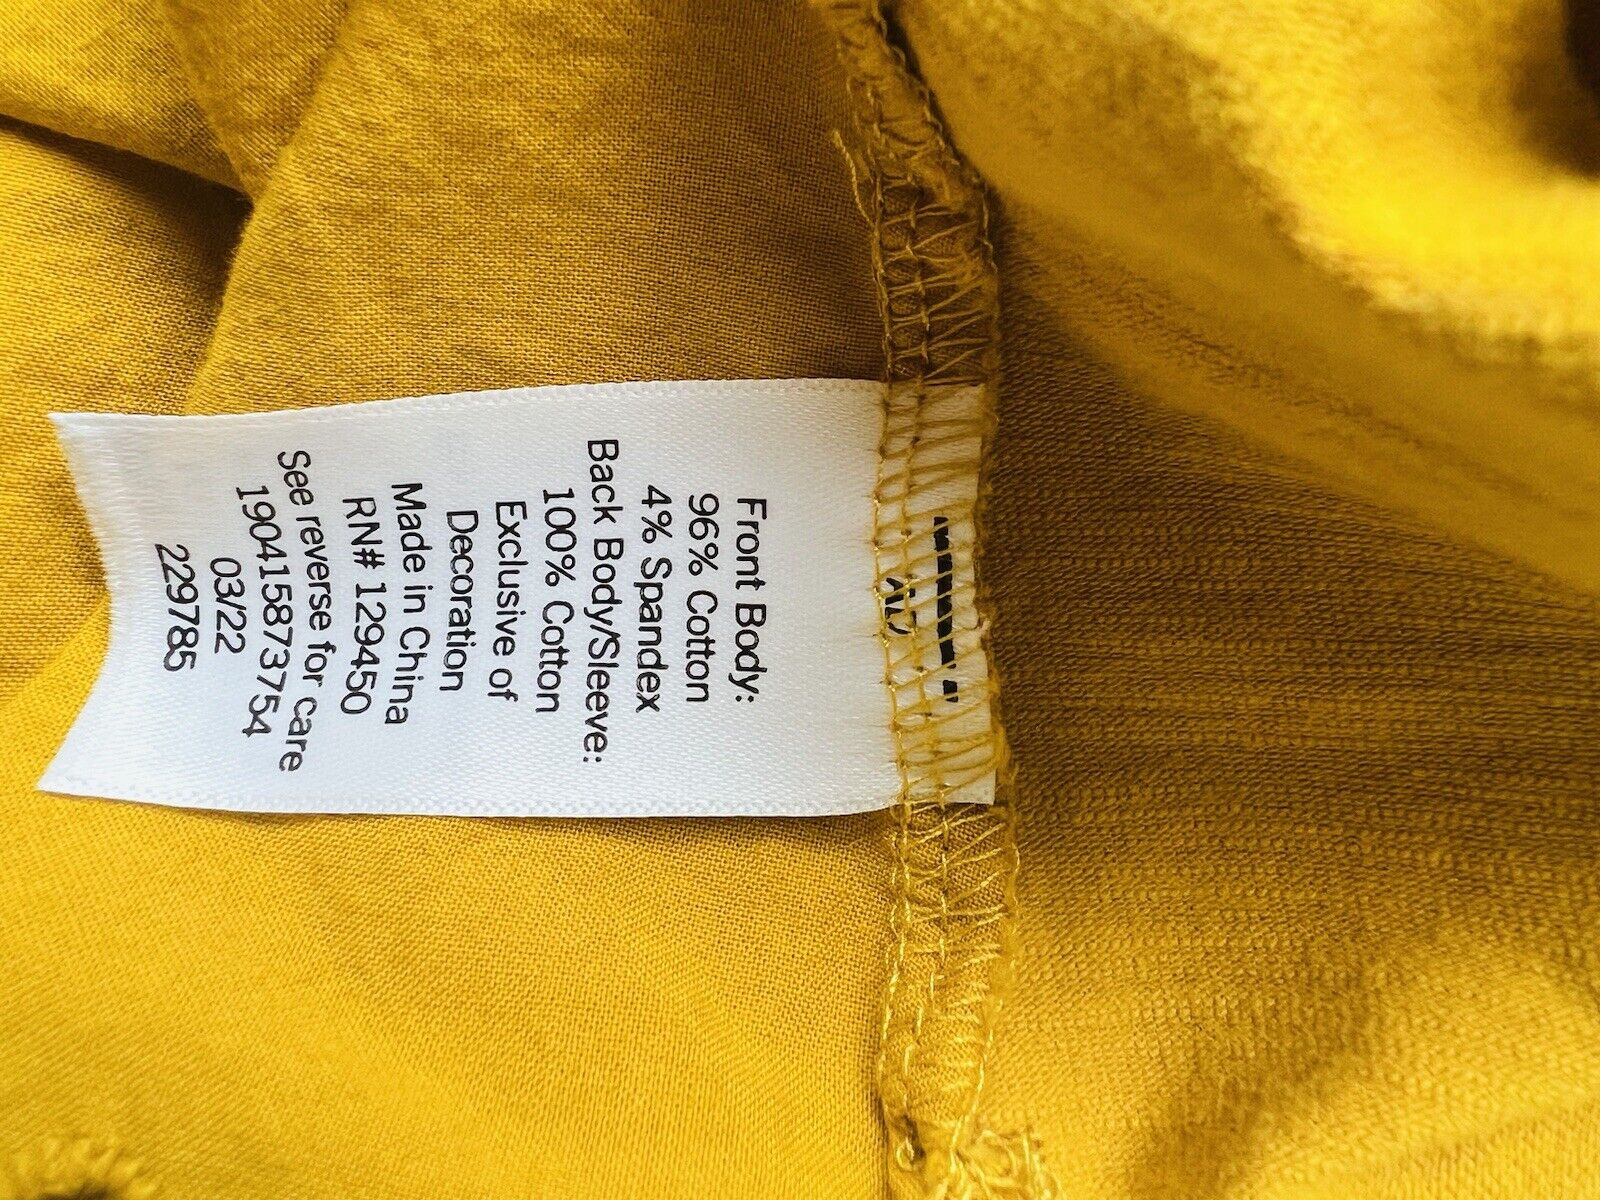 Front Body:
96% Cotton
4% Spandex
Back Body/Sleeve:
100% Cotton
Exclusive of
Decoration
Made in China
RN# 129450
See reverse for care
190415873754
03/22
229785